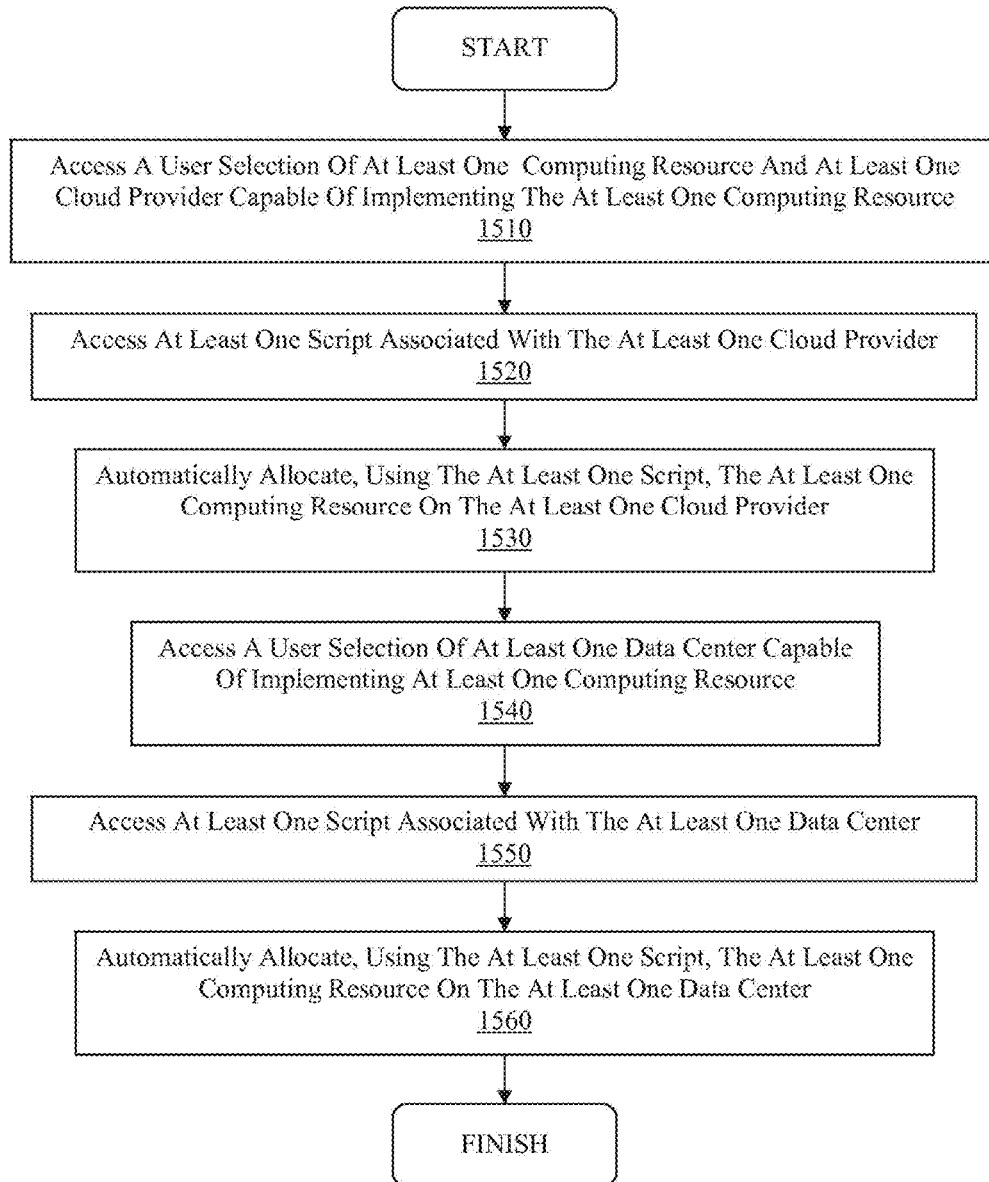 START
Access A User Selection Of At Least One Computing Resource And At Least One
Cloud Provider Capable Of Implementing The At Least One Computing Resource
1510
Access At Least One Script Associated With The At Least One Cloud Provider
1520
Automatically Allocate, Using The At Least One Script, The At Least One
Computing Resource On The At Least One Cloud Provider
1530
Access A User Selection Of At Least One Data Center Capable
Of Implementing At Least One Computing Resource
1540
Access At Least One Script Associated With The At Least One Data Center
1550
Automatically Allocate, Using The At Least One Script, The At Least One
Computing Resource On The At Least One Data Center
1560
FINISH